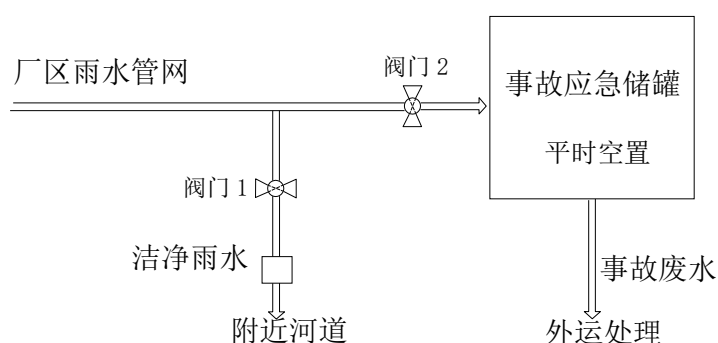 厂区雨水管网
阀门 2
事故应急储罐
平时空置
阀门 1
洁净雨水
事故废水
附近河道
外运处理